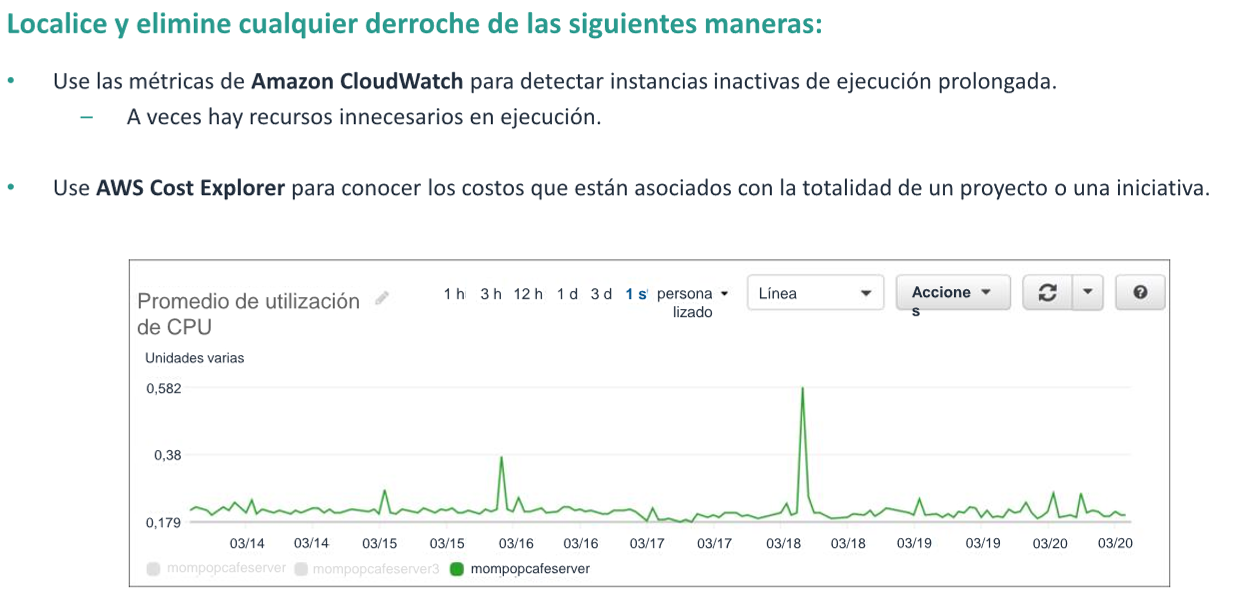 Localice y elimine cualquier derroche de las siguientes maneras:
• Use las métricas de Amazon CloudWatch para detectar instancias inactivas de ejecución prolongada.
– A veces hay recursos innecesarios en ejecución.
• Use AWS Cost Explorer para conocer los costos que están asociados con la totalidad de un proyecto o una iniciativa.
Promedio de utilización
de CPU
1 h 3 h 12 h 1 d 3 d 1 s persona
lizado
Línea
Accione
s
Unidades varias
0,582
0,38
0,179
03/14 03/14 03/15 03/15 03/16 03/16 03/17 03/17 03/18 03/18 03/19 03/19 03/20 03/20
mompopcafeserver mompopcafeserver3 mompopcafeserver